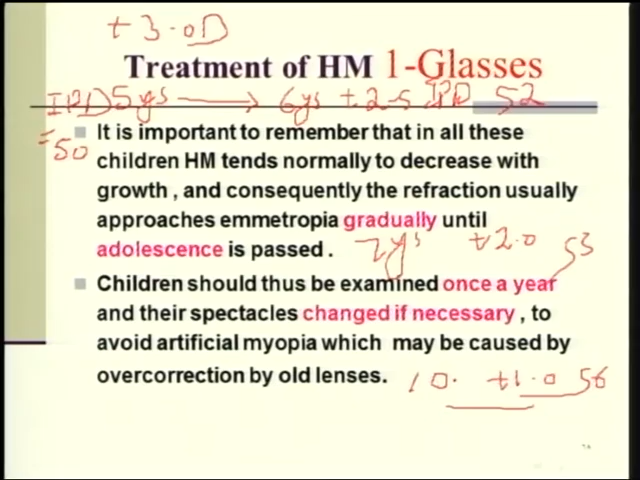 +3.0D
Treatment of HM 1-Glasses
IPD 5ys → 6ys +2.5 IPD 52
= 50
It is important to remember that in all these
children HM tends normally to decrease with
growth , and consequently the refraction usually
approaches emmetropia gradually until
adolescence is passed .
7ys +2.0 53
Children should thus be examined once a year
and their spectacles changed if necessary , to
avoid artificial myopia which may be caused by
overcorrection by old lenses.
10. +1.0 56